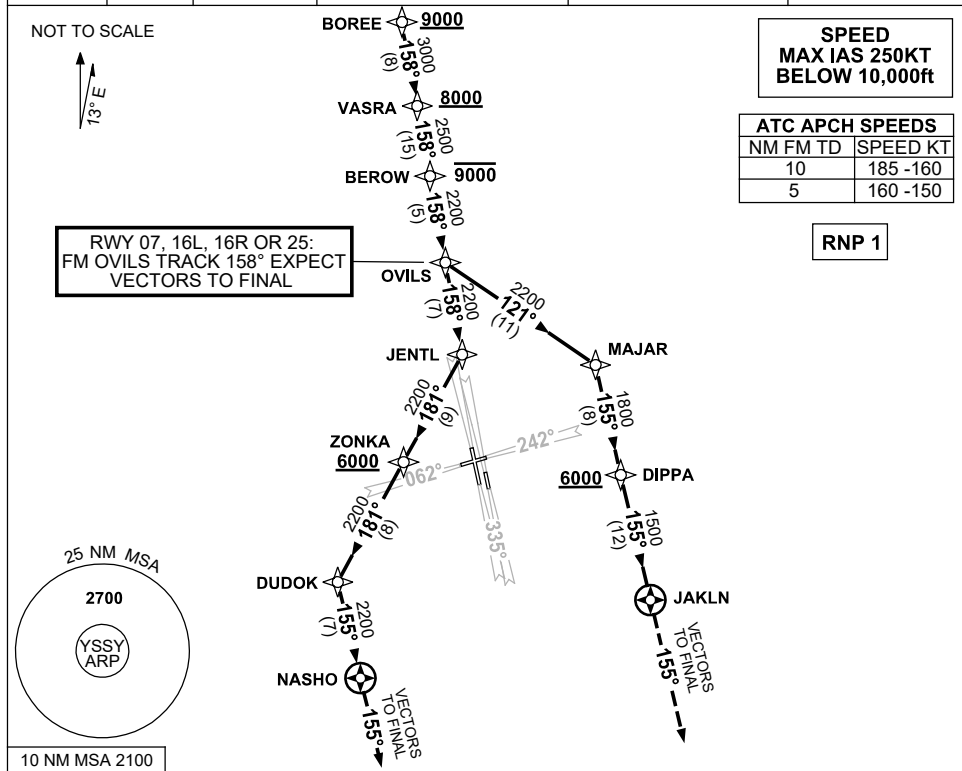 NOT TO SCALE
13° E
BOREE
9000
3000
158°
(8)
VASRA
8000
2500
158°
(15)
BEROW
9000
2200
158°
(5)
SPEED
MAX IAS 250KT
BELOW 10,000ft
ATC APCH SPEEDS
NM FM TD SPEED KT
10 185 -160
5 160 -150
RNP 1
RWY 07, 16L, 16R OR 25:
FM OVILS TRACK 158° EXPECT
VECTORS TO FINAL
OVILS
2200
158°
(7)
2200
121°
(11)
JENTL
MAJAR
2200
181°
(9)
1800
155°
(8)
ZONKA
6000
062°
242°
335°
6000
DIPPA
2200
181°
(8)
1500
155°
(12)
DUDOK
JAKLN
2200
155°
(7)
NASHO
VECTORS
TO FINAL
155°
VECTORS
TO FINAL
155°
25 NM MSA
2700
YSSY
ARP
10 NM MSA 2100